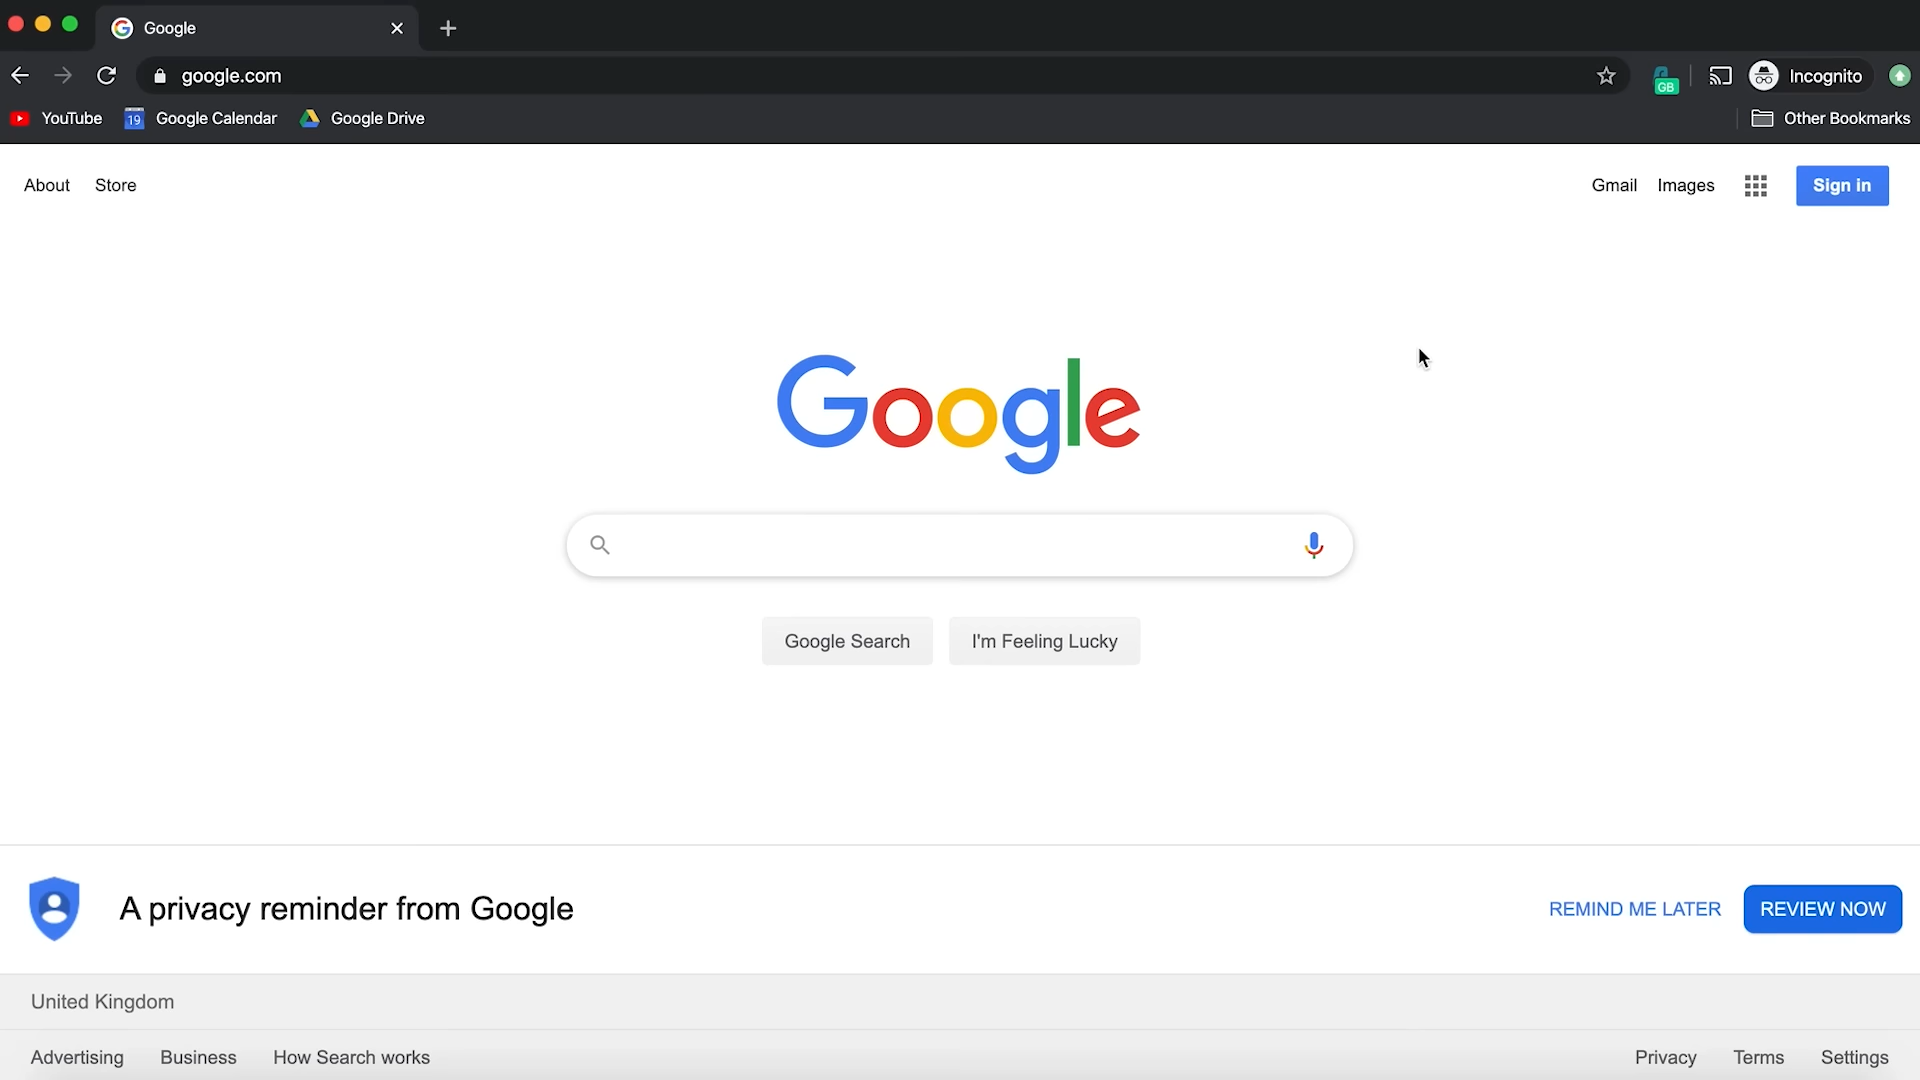 Google
google.com
GB
Incognito
YouTube
19
Google Calendar
Google Drive
Other Bookmarks
About
Store
Gmail
Images
Sign in
Google
Google Search
I'm Feeling Lucky
A privacy reminder from Google
REMIND ME LATER
REVIEW NOW
United Kingdom
Advertising
Business
How Search works
Privacy
Terms
Settings